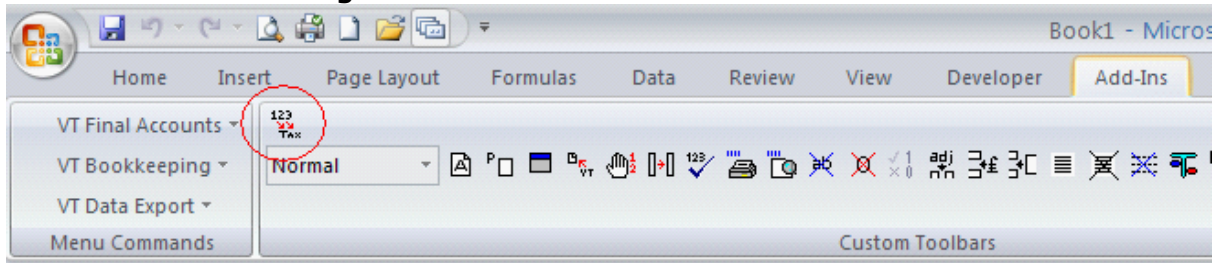 Book1 - Micros
Home Insert Page Layout Formulas Data Review View Developer Add-Ins
VT Final Accounts
123
Tax
VT Bookkeeping
Normal
VT Data Export
Menu Commands
Custom Toolbars